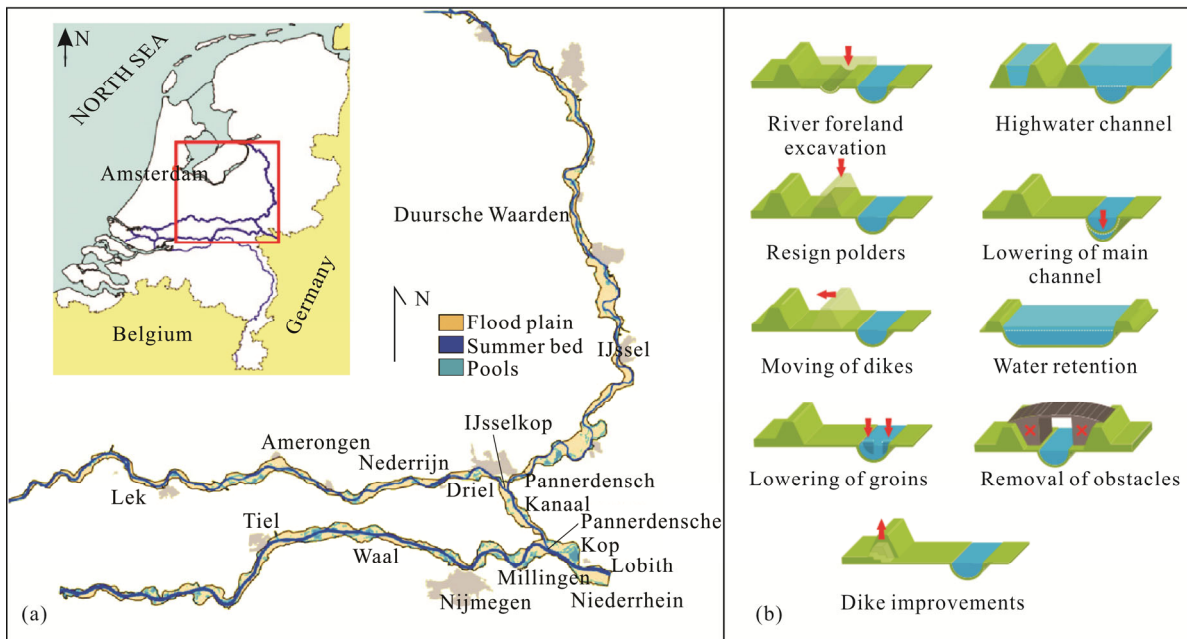 (a)
N
NORTH SEA
Amsterdam
Germany
Belgium
N
Flood plain
Summer bed
Pools
Duursche Waarden
IJssel
IJsselkop
Amerongen
Nederrijn
Lek
Driel
Pannerdensch
Kanaal
Pannerdensche
Kop
Tiel
Waal
Lobith
Millingen
Nijmegen
Niederrhein
(b)
River foreland
excavation
Highwater channel
Resign polders
Lowering of main
channel
Moving of dikes
Water retention
Lowering of groins
Removal of obstacles
Dike improvements